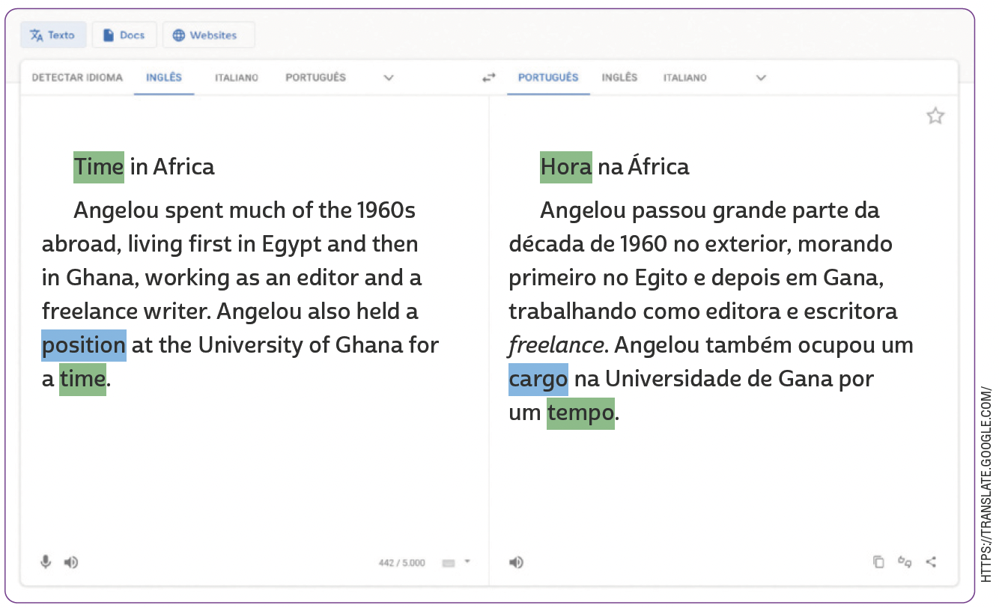 Texto Docs Websites
DETECTAR IDIOMA INGLÊS ITALIANO PORTUGUÊS
PORTUGUÊS INGLÊS ITALIANO
Time in Africa
Angelou spent much of the 1960s
abroad, living first in Egypt and then
in Ghana, working as an editor and a
freelance writer. Angelou also held a
position at the University of Ghana for
a time.
442 / 5.000
Hora na África
Angelou passou grande parte da
década de 1960 no exterior, morando
primeiro no Egito e depois em Gana,
trabalhando como editora e escritora
freelance. Angelou também ocupou um
cargo na Universidade de Gana por
um tempo.
HTTPS://TRANSLATE.GOOGLE.COM/